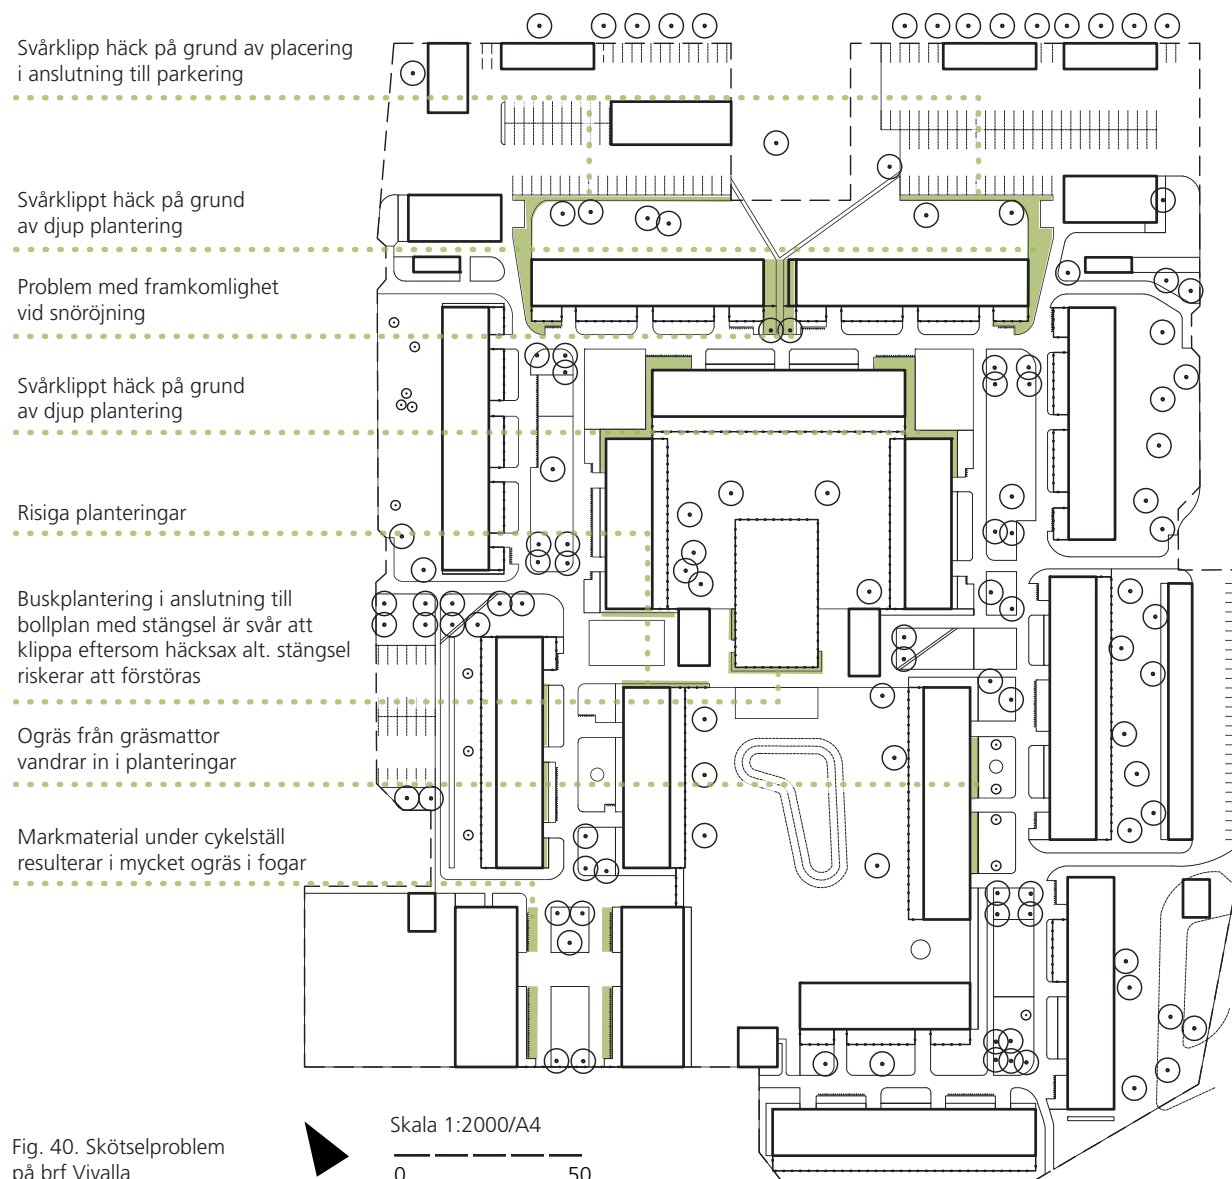 Svårklipp häck på grund av placering
i anslutning till parkering
Svårklippt häck på grund
av djup plantering
Problem med framkomlighet
vid snöröjning
Svårklippt häck på grund
av djup plantering
Risiga planteringar
Buskplantering i anslutning till
bollplan med stängsel är svår att
klippa eftersom häcksax alt. stängsel
riskerar att förstöras
Ogräs från gräsmattor
vandrar in i planteringar
Markmaterial under cykelställ
resulterar i mycket ogräs i fogar
Skala 1:2000/A4
0 50
Fig. 40. Skötselproblem
på brf Vivalla